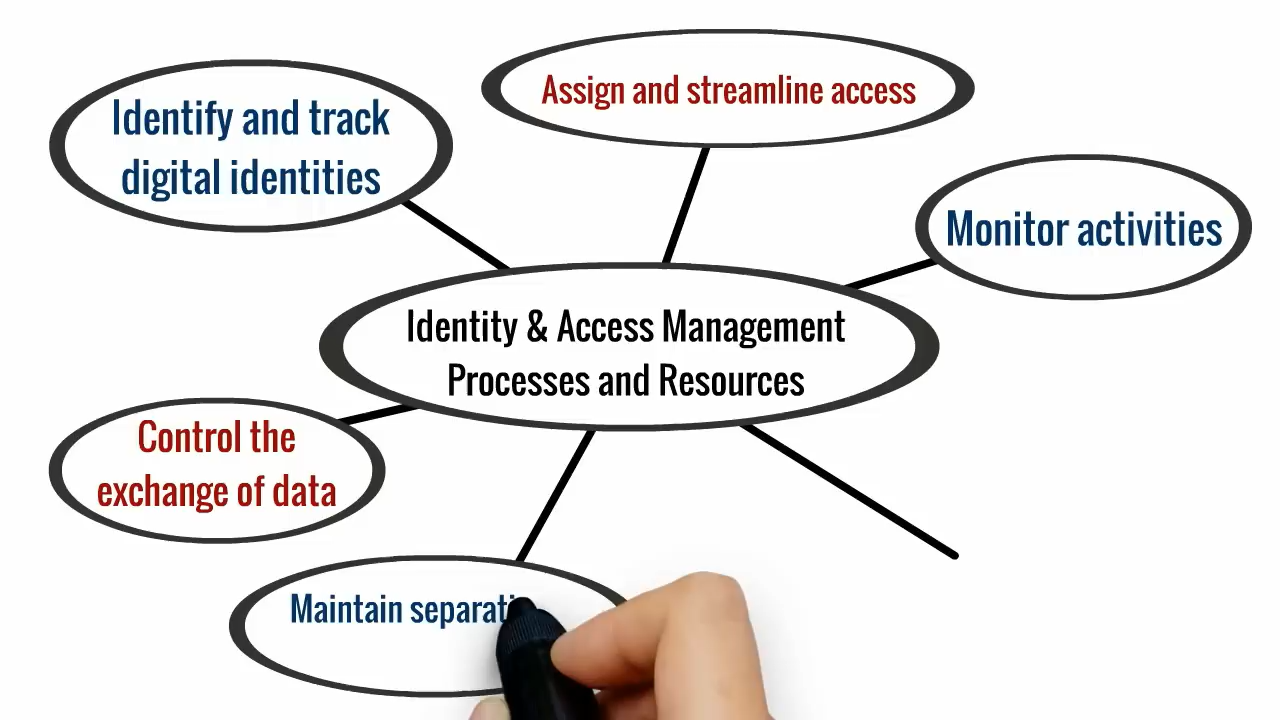 Assign and streamline access
Identify and track
digital identities
Monitor activities
Identity & Access Management
Processes and Resources
Control the
exchange of data
Maintain